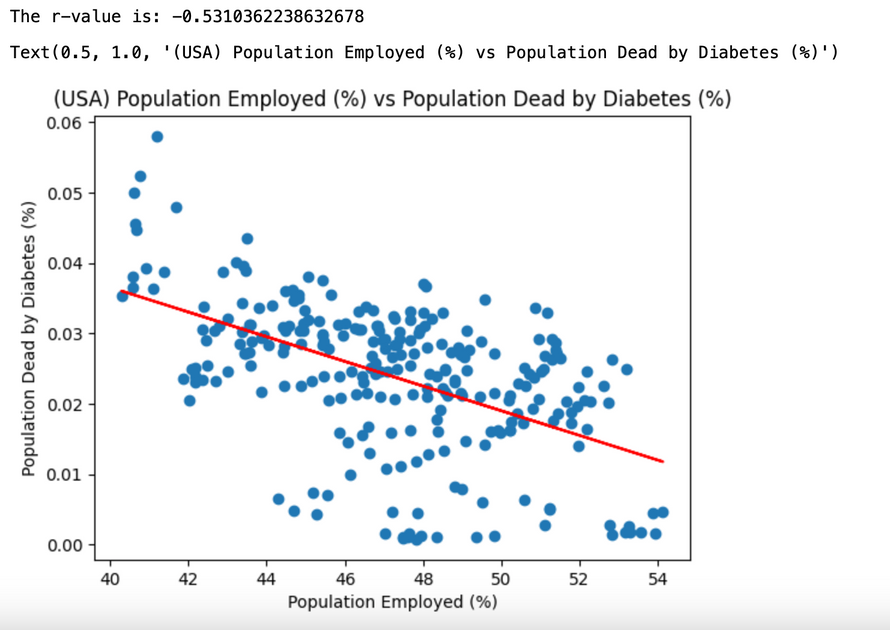 The r-value is: -0.5310362238632678
Text(0.5, 1.0, '(USA) Population Employed (%) vs Population Dead by Diabetes (%)')
(USA) Population Employed (%) vs Population Dead by Diabetes (%)
0.06
0.05
0.04
0.03
0.02
0.01
0.00
Population Dead by Diabetes (%)
40 42 44 46 48 50 52 54
Population Employed (%)